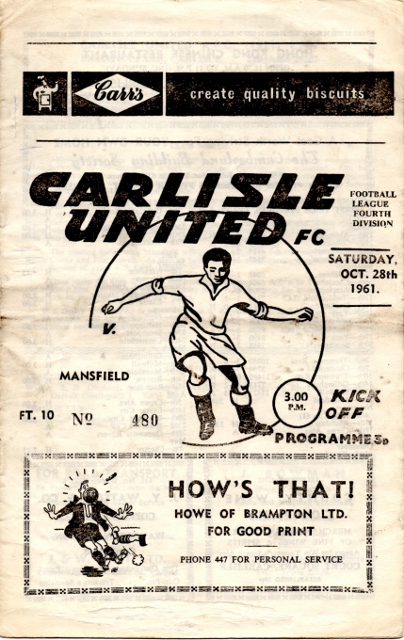 Carr's
create quality biscuits
CARLISLE
UNITED FC
FOOTBALL
LEAGUE
FOURTH
DIVISION
SATURDAY,
OCT. 28th
1961.
V.
MANSFIELD
FT. 10 No 480
3.00
P.M.
KICK
OFF
PROGRAMME 3D
HOW'S THAT!
HOWE OF BRAMPTON LTD.
FOR GOOD PRINT
PHONE 447 FOR PERSONAL SERVICE